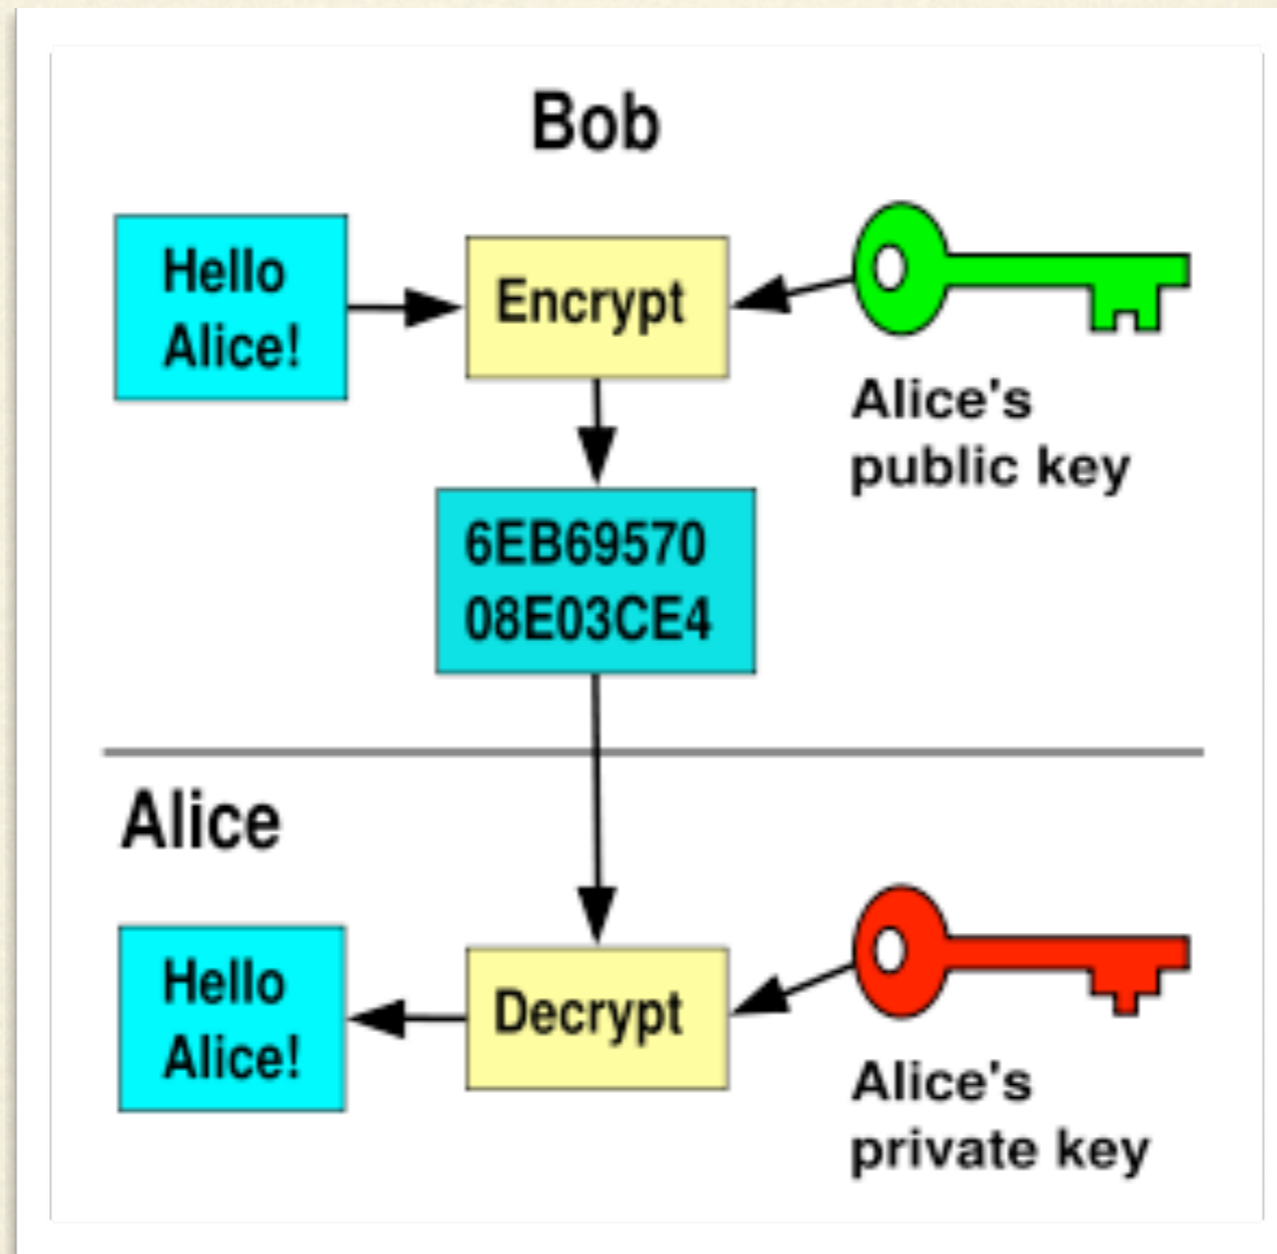 Bob
Hello
Alice!
Encrypt
Alice's
public key
6EB69570
08E03CE4
Alice
Hello
Alice!
Decrypt
Alice's
private key